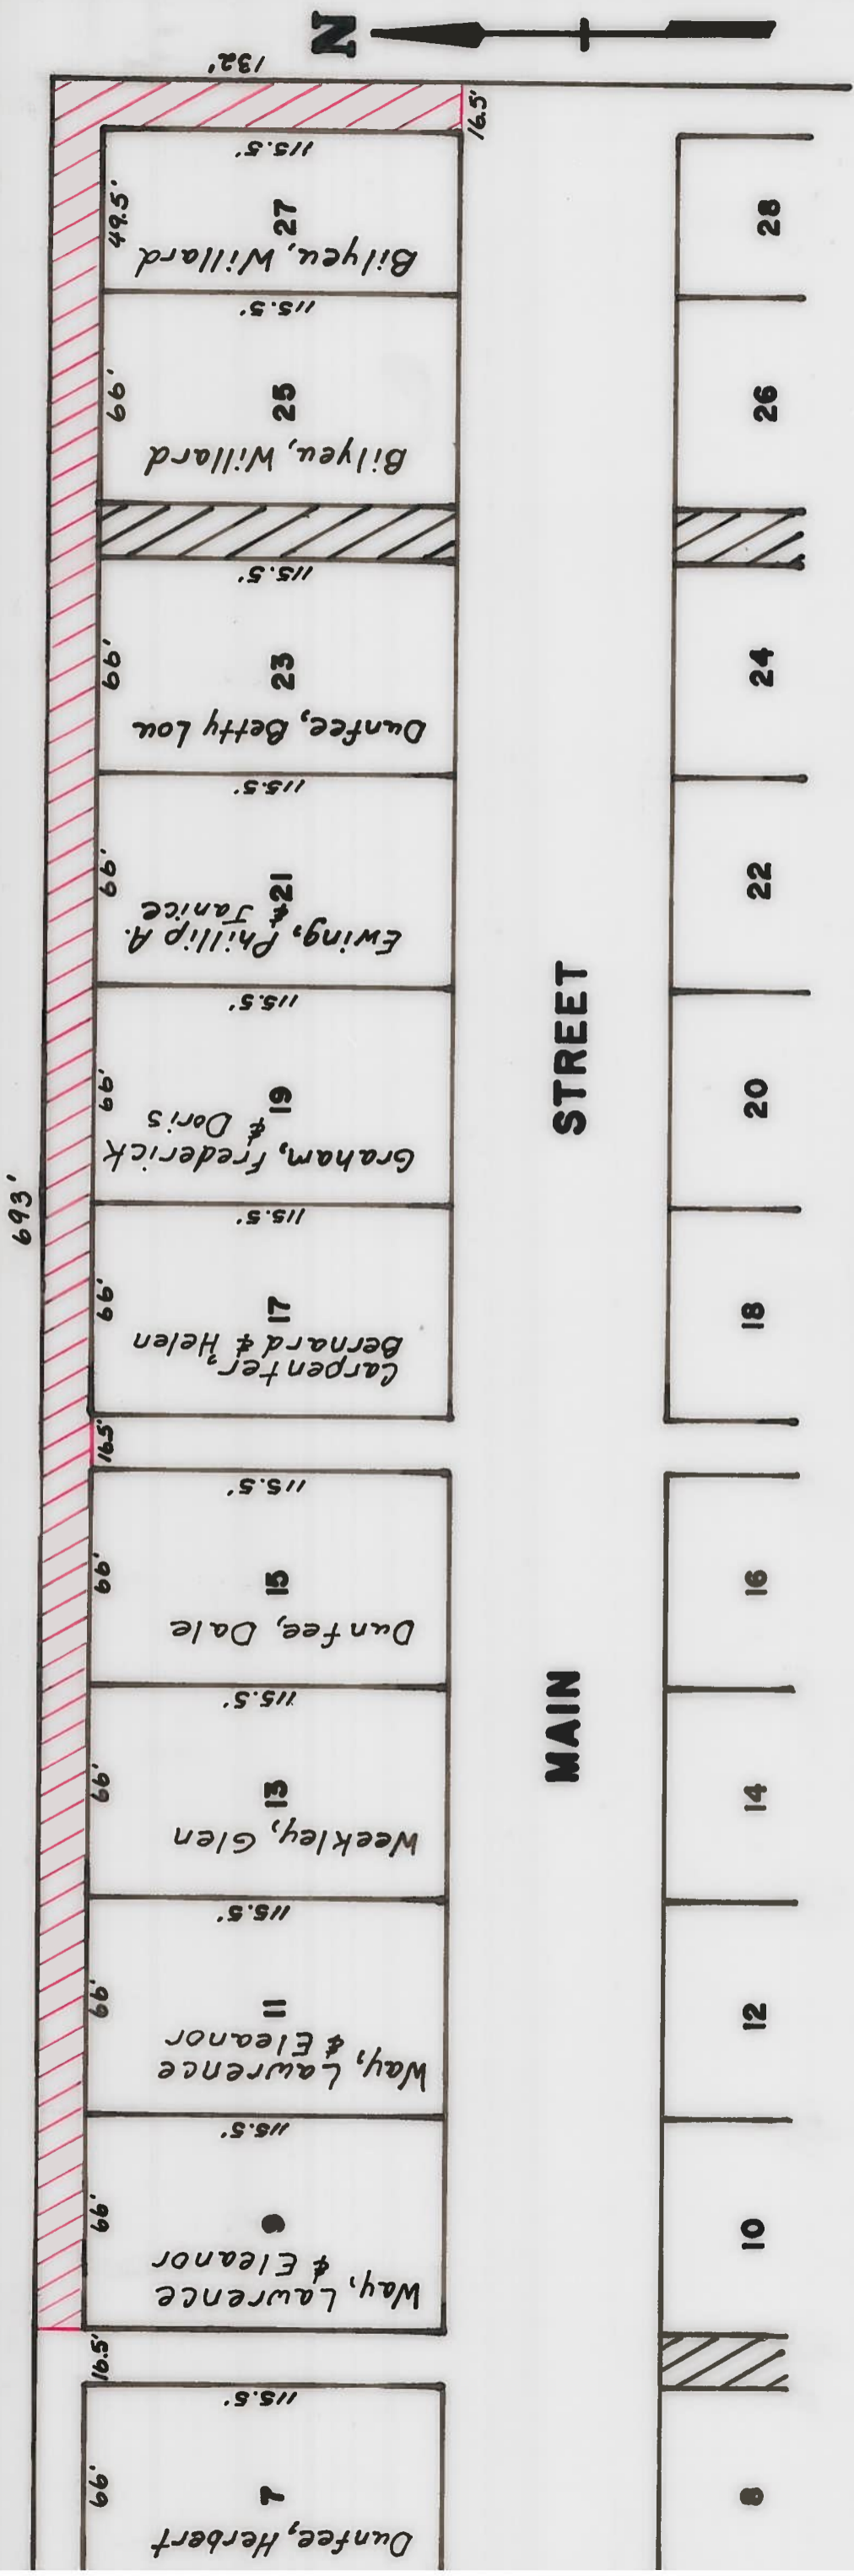 N
132'
16.5'
115.5'
49.5'
27
Bilyeu, Willard
28
115.5'
66'
25
Bilyeu, Willard
26
115.5'
66'
23
Dunfee, Betty Lou
24
115.5'
66'
21
Ewing, Phillip A.
& Janice
22
STREET
115.5'
66'
19
Graham, Frederick
& Doris
20
693'
115.5'
66'
17
Carpenter,
Bernard & Helen
18
16.5'
115.5'
66'
15
Dunfee, Dale
16
MAIN
115.5'
66'
13
Weekley, Glen
14
115.5'
66'
11
Way, Lawrence
& Eleanor
12
115.5'
66'
9
Way, Lawrence
& Eleanor
10
16.5'
115.5'
66'
7
Dunfee, Herbert
8